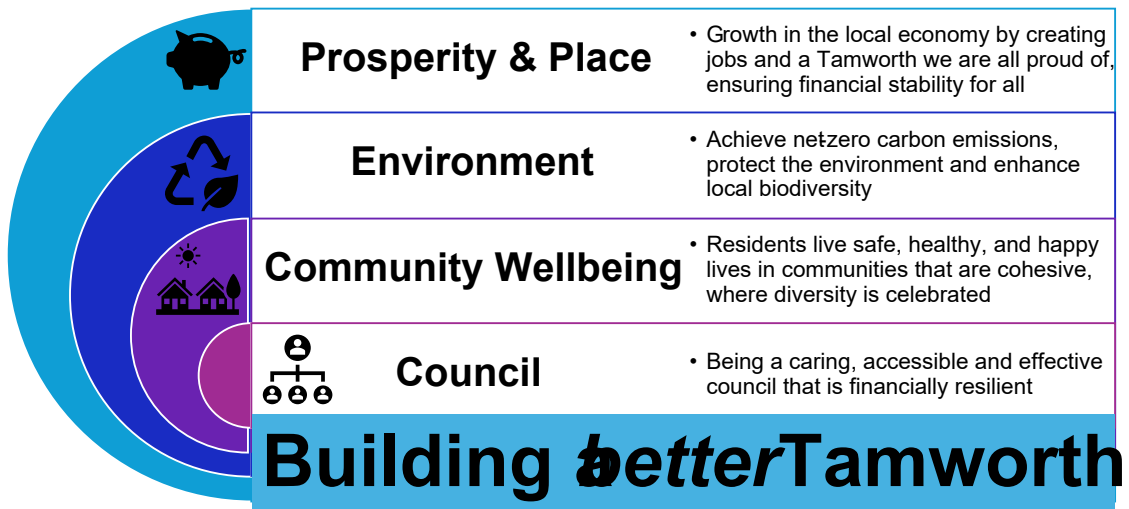 Prosperity & Place
• Growth in the local economy by creating
jobs and a Tamworth we are all proud of,
ensuring financial stability for all
Environment
• Achieve net-zero carbon emissions,
protect the environment and enhance
local biodiversity
Community Wellbeing
• Residents live safe, healthy, and happy
lives in communities that are cohesive,
where diversity is celebrated
Council
• Being a caring, accessible and effective
council that is financially resilient
Building a better Tamworth